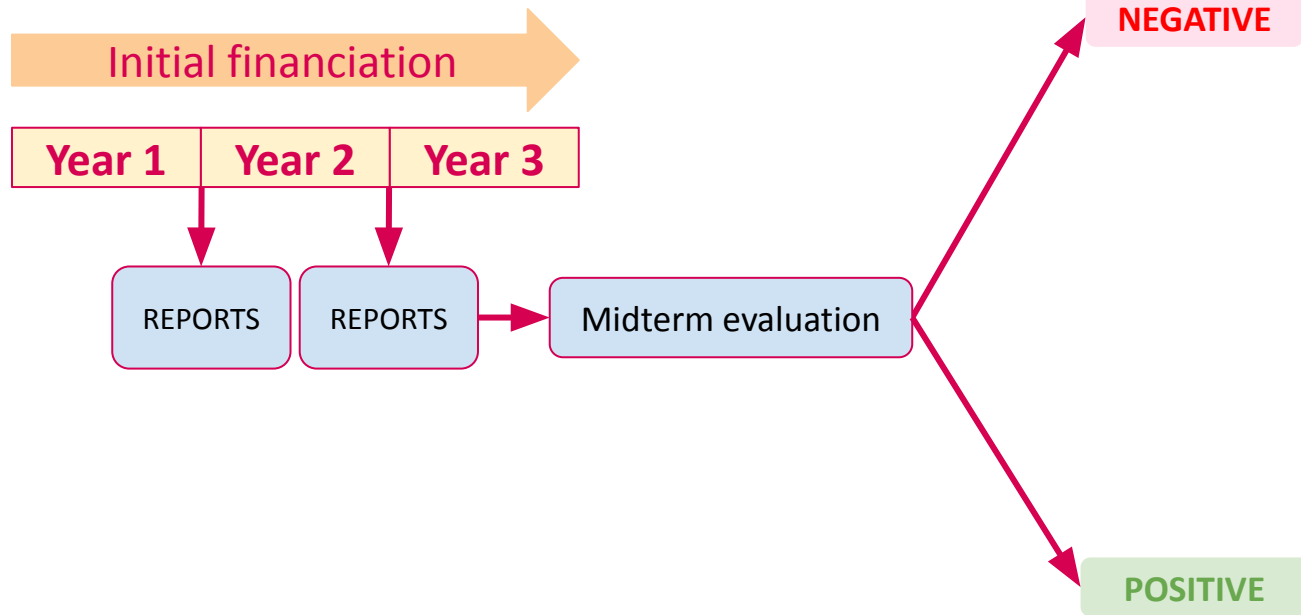 NEGATIVE
Initial financiation
Year 1 Year 2 Year 3
REPORTS REPORTS Midterm evaluation
POSITIVE